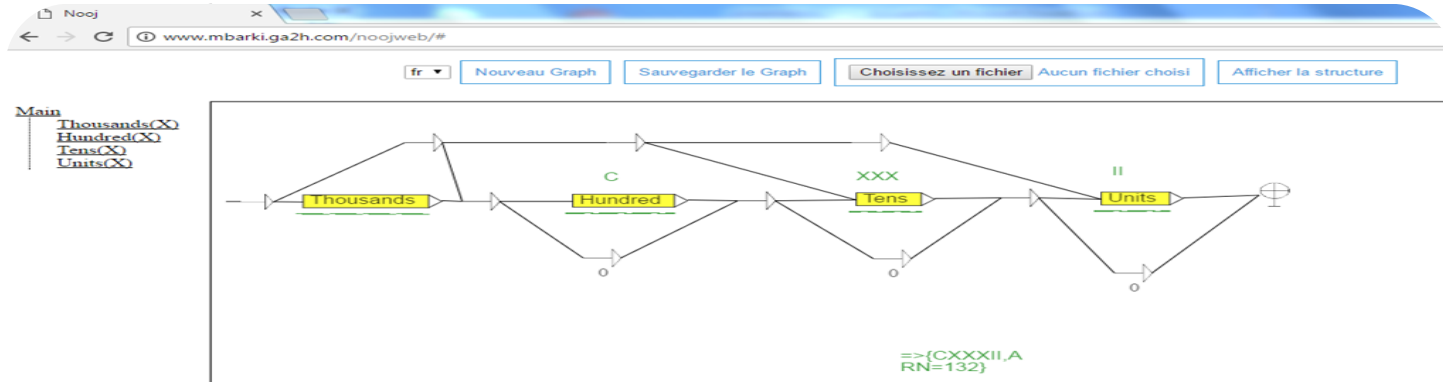 Nooj
www.mbarki.ga2h.com/noojweb/#
fr Nouveau Graph Sauvegarder le Graph Choisissez un fichier Aucun fichier choisi Afficher la structure
Main
Thousands(X)
Hundred(X)
Tens(X)
Units(X)
C XXX II
Thousands Hundred Tens Units
0 0 0
=>{CXXXII,A
RN=132}